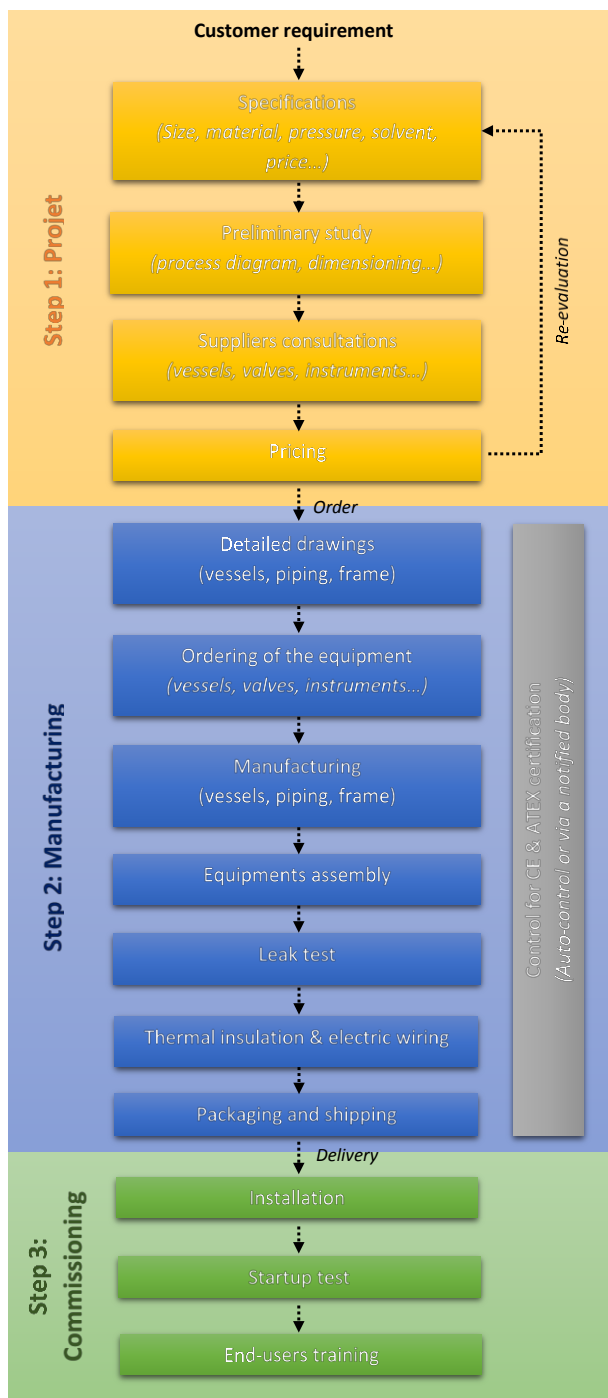 Customer requirement
Specifications
(Size, material, pressure, solvent,
price...)
Preliminary study
(process diagram, dimensioning...)
Suppliers consultations
(vessels, valves, instruments...)
Pricing
Step 1: Projet
Re-evaluation
Order
Detailed drawings
(vessels, piping, frame)
Ordering of the equipment
(vessels, valves, instruments...)
Manufacturing
(vessels, piping, frame)
Equipments assembly
Leak test
Thermal insulation & electric wiring
Packaging and shipping
Step 2: Manufacturing
Control for CE & ATEX certification
(Auto-control or via a notified body)
Delivery
Installation
Startup test
End-users training
Step 3:
Commissioning